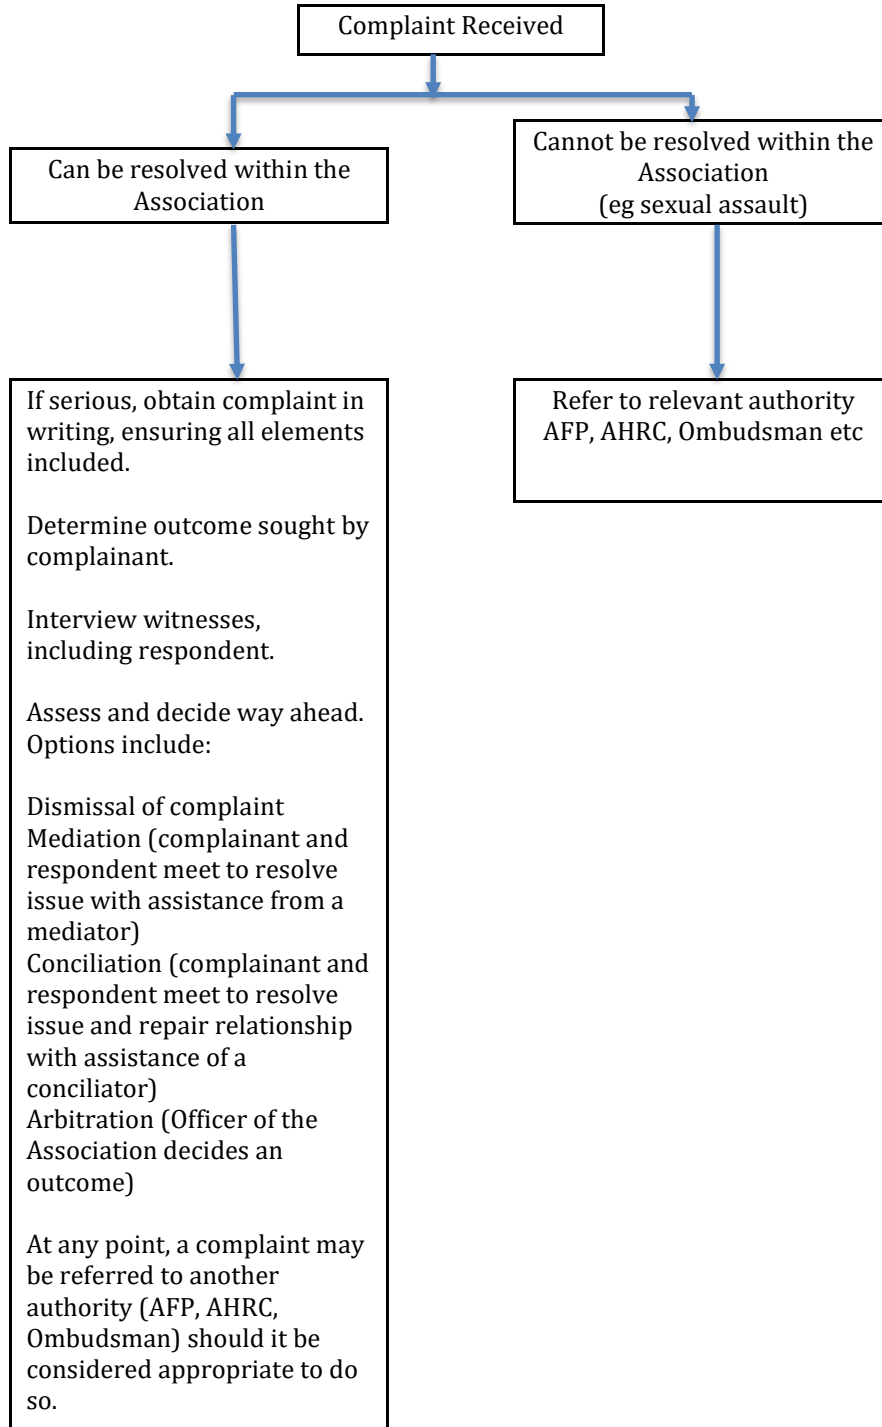 Complaint Received
Can be resolved within the
Association
Cannot be resolved within the
Association
(eg sexual assault)
If serious, obtain complaint in
writing, ensuring all elements
included.
Determine outcome sought by
complainant.
Interview witnesses,
including respondent.
Assess and decide way ahead.
Options include:
Dismissal of complaint
Mediation (complainant and
respondent meet to resolve
issue with assistance from a
mediator)
Conciliation (complainant and
respondent meet to resolve
issue and repair relationship
with assistance of a
conciliator)
Arbitration (Officer of the
Association decides an
outcome)
At any point, a complaint may
be referred to another
authority (AFP, AHRC,
Ombudsman) should it be
considered appropriate to do
so.
Refer to relevant authority
AFP, AHRC, Ombudsman etc